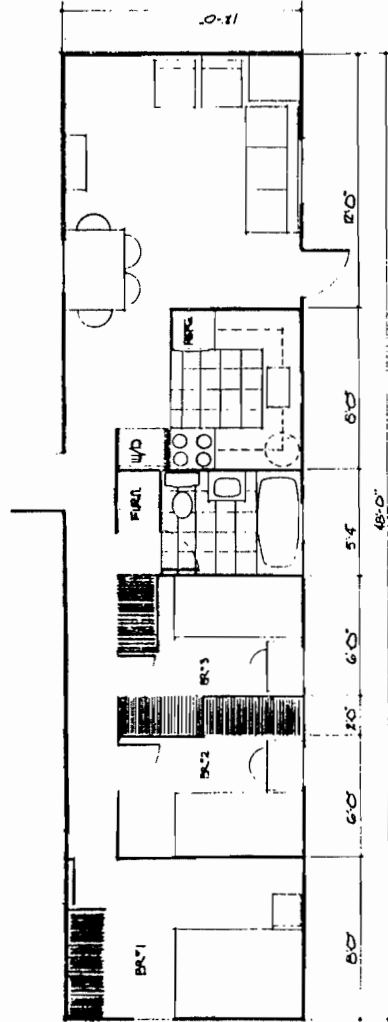 12'-0"
12'-0"
REFG.
8'-0"
W/D
FURN.
5'-4"
48'-0"
6'-0"
BR#3
2'-0"
BR#2
6'-0"
BR#1
8'-0"